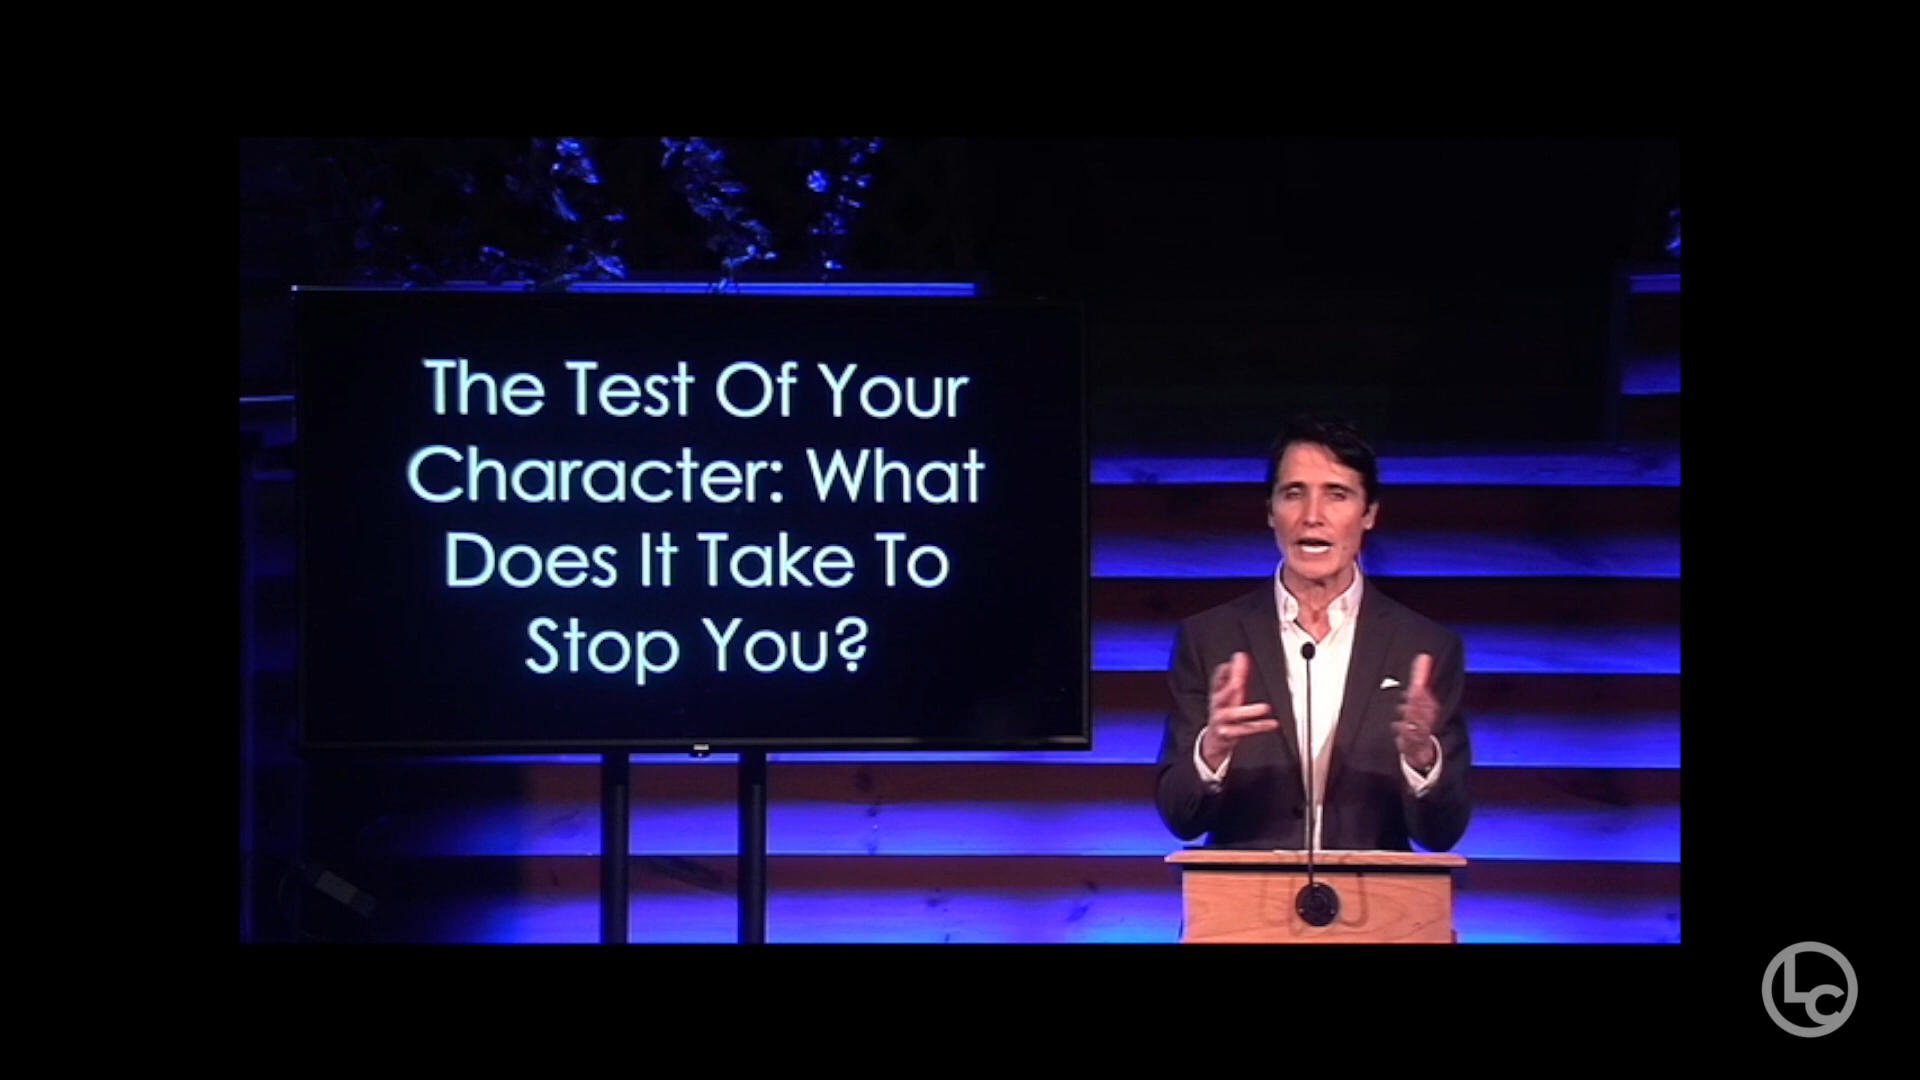 The Test Of Your
Character: What
Does It Take To
Stop You?
LC